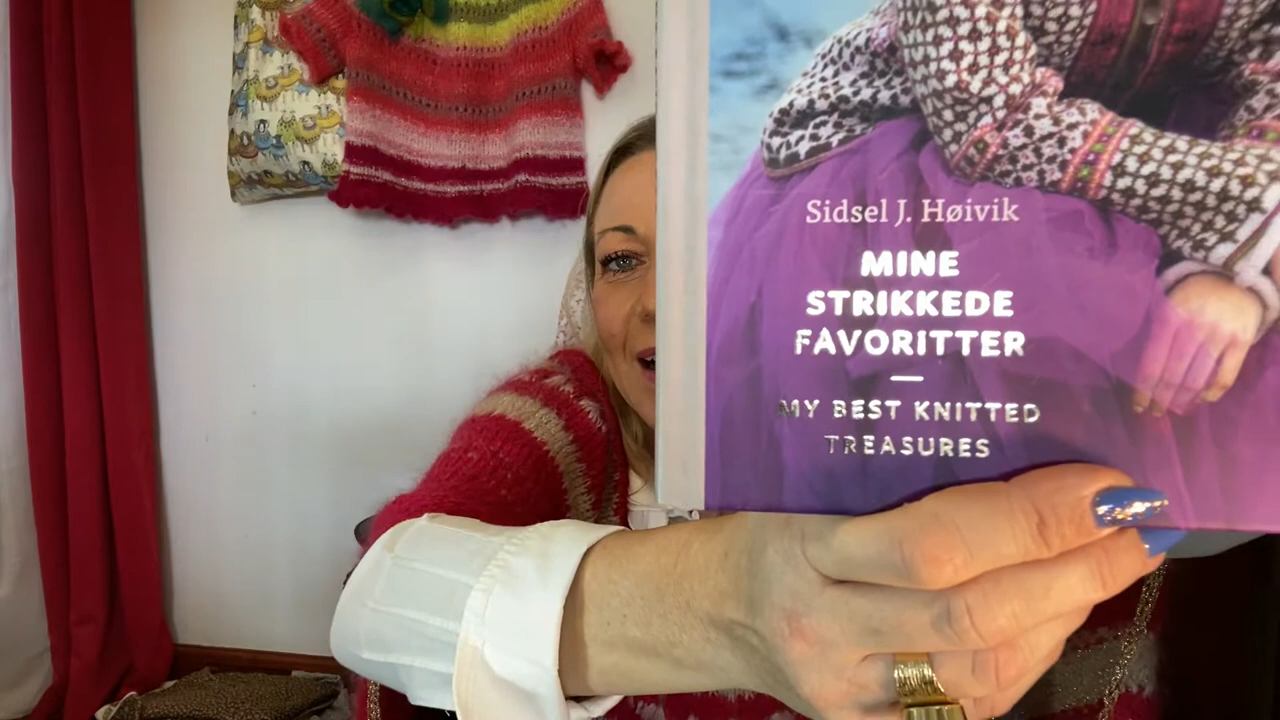 Sidsel J. Høivik
MINE
STRIKKEDE
FAVORITTER
MY BEST KNITTED
TREASURES